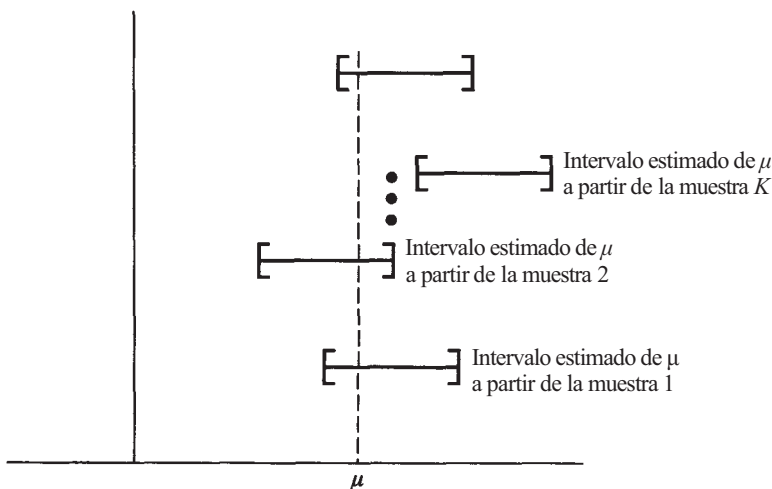 Intervalo estimado de μ
a partir de la muestra K
Intervalo estimado de μ
a partir de la muestra 2
Intervalo estimado de μ
a partir de la muestra 1
μ